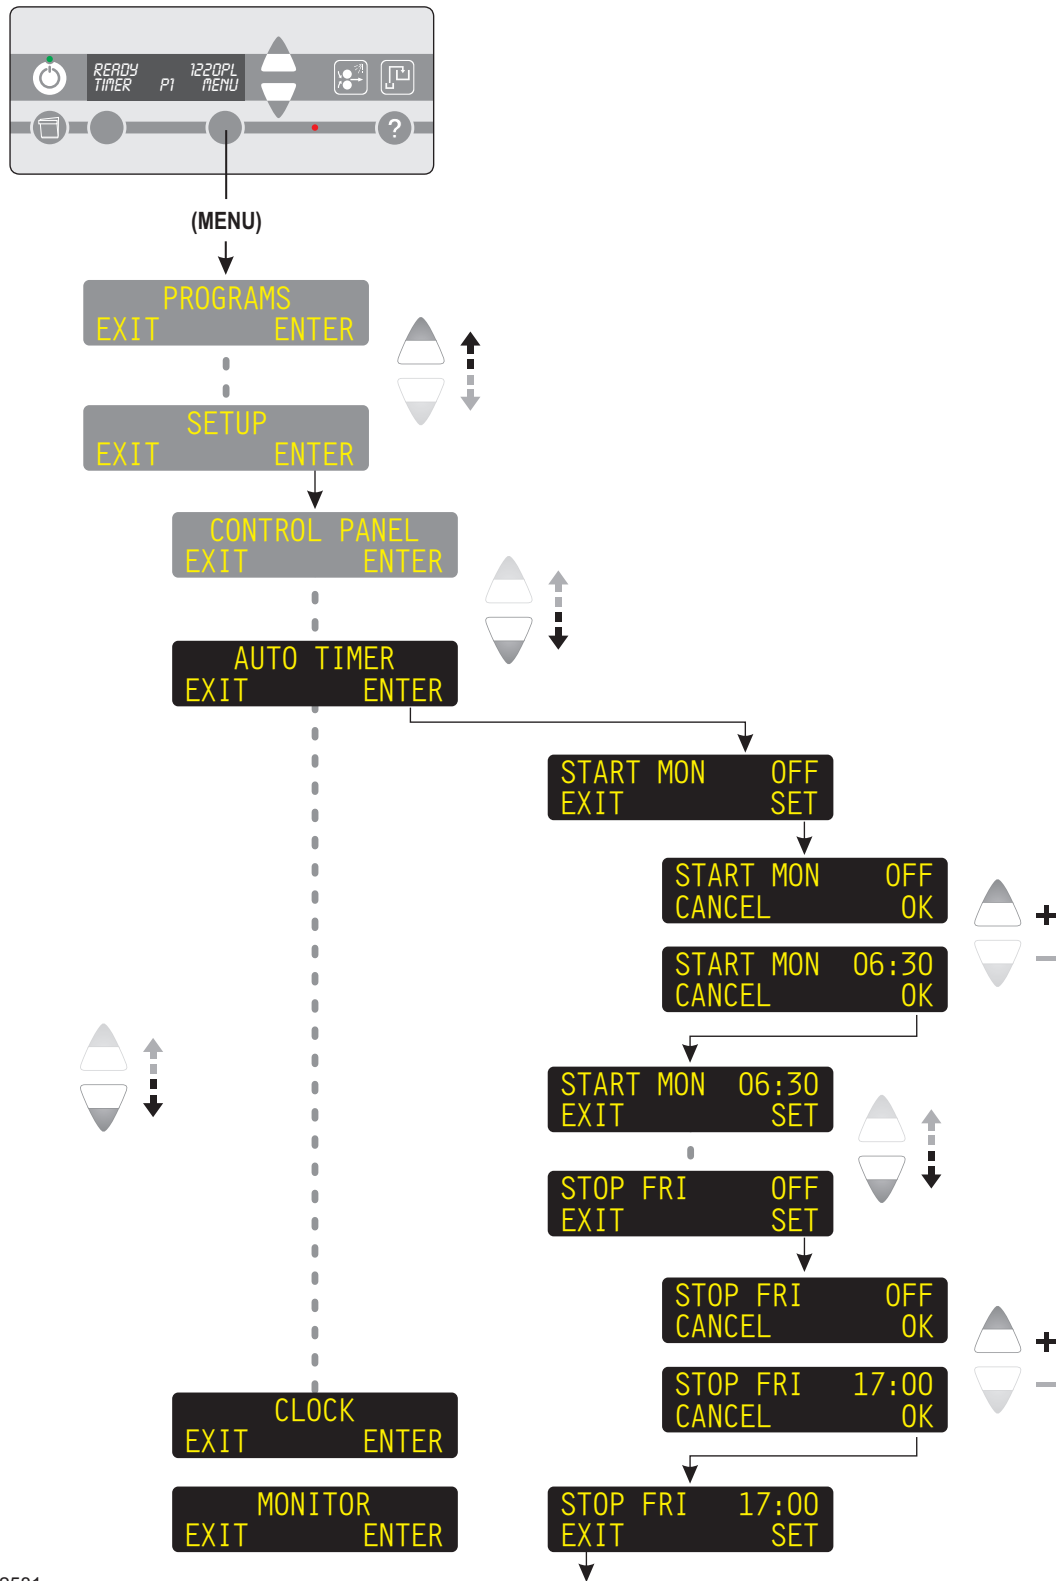 READY 1220PL
TIMER P1 MENU
?
(MENU)
PROGRAMS
EXIT ENTER
SETUP
EXIT ENTER
CONTROL PANEL
EXIT ENTER
AUTO TIMER
EXIT ENTER
START MON OFF
EXIT SET
START MON OFF
CANCEL OK
+
START MON 06:30
CANCEL OK
−
START MON 06:30
EXIT SET
STOP FRI OFF
EXIT SET
STOP FRI OFF
CANCEL OK
+
STOP FRI 17:00
CANCEL OK
−
CLOCK
EXIT ENTER
MONITOR
EXIT ENTER
STOP FRI 17:00
EXIT SET